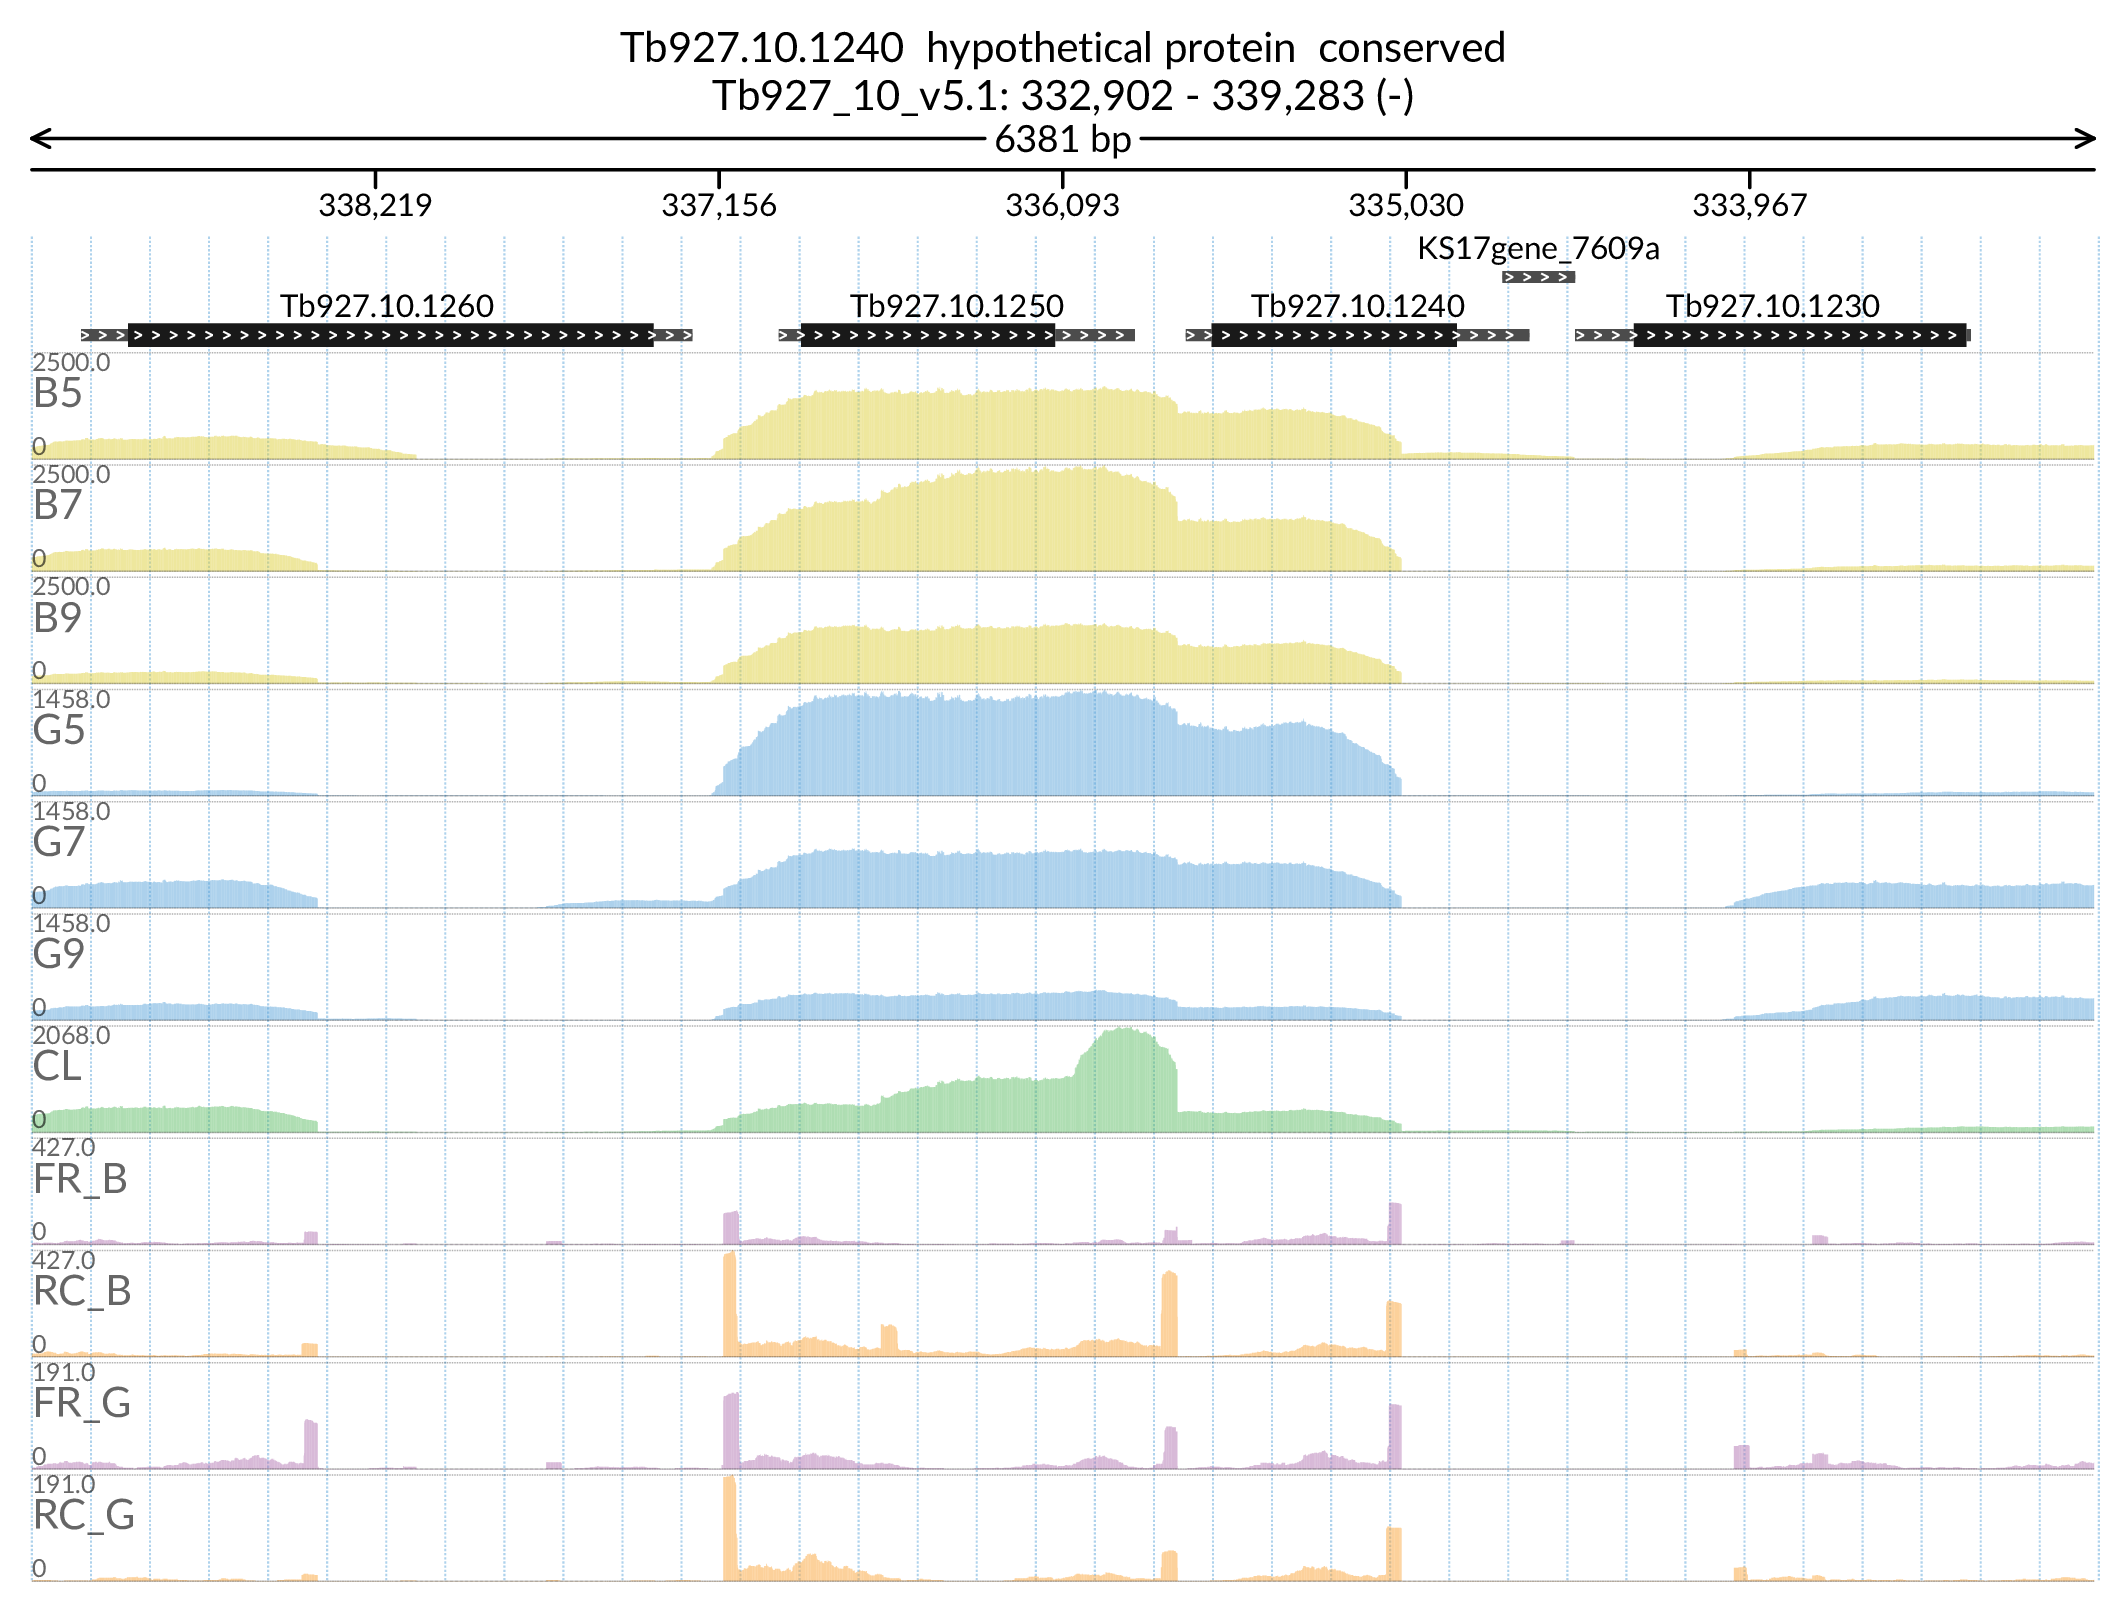 Tb927.10.1240  hypothetical protein  conserved
Tb927_10_v5.1: 332,902 - 339,283 (-)
6381 bp
338,219 337,156 336,093 335,030 333,967
KS17gene_7609a
Tb927.10.1260 Tb927.10.1250 Tb927.10.1240 Tb927.10.1230
2500.0
B5
0
2500.0
B7
0
2500.0
B9
0
1458.0
G5
0
1458.0
G7
0
1458.0
G9
0
2068.0
CL
0
427.0
FR_B
0
427.0
RC_B
0
191.0
FR_G
0
191.0
RC_G
0